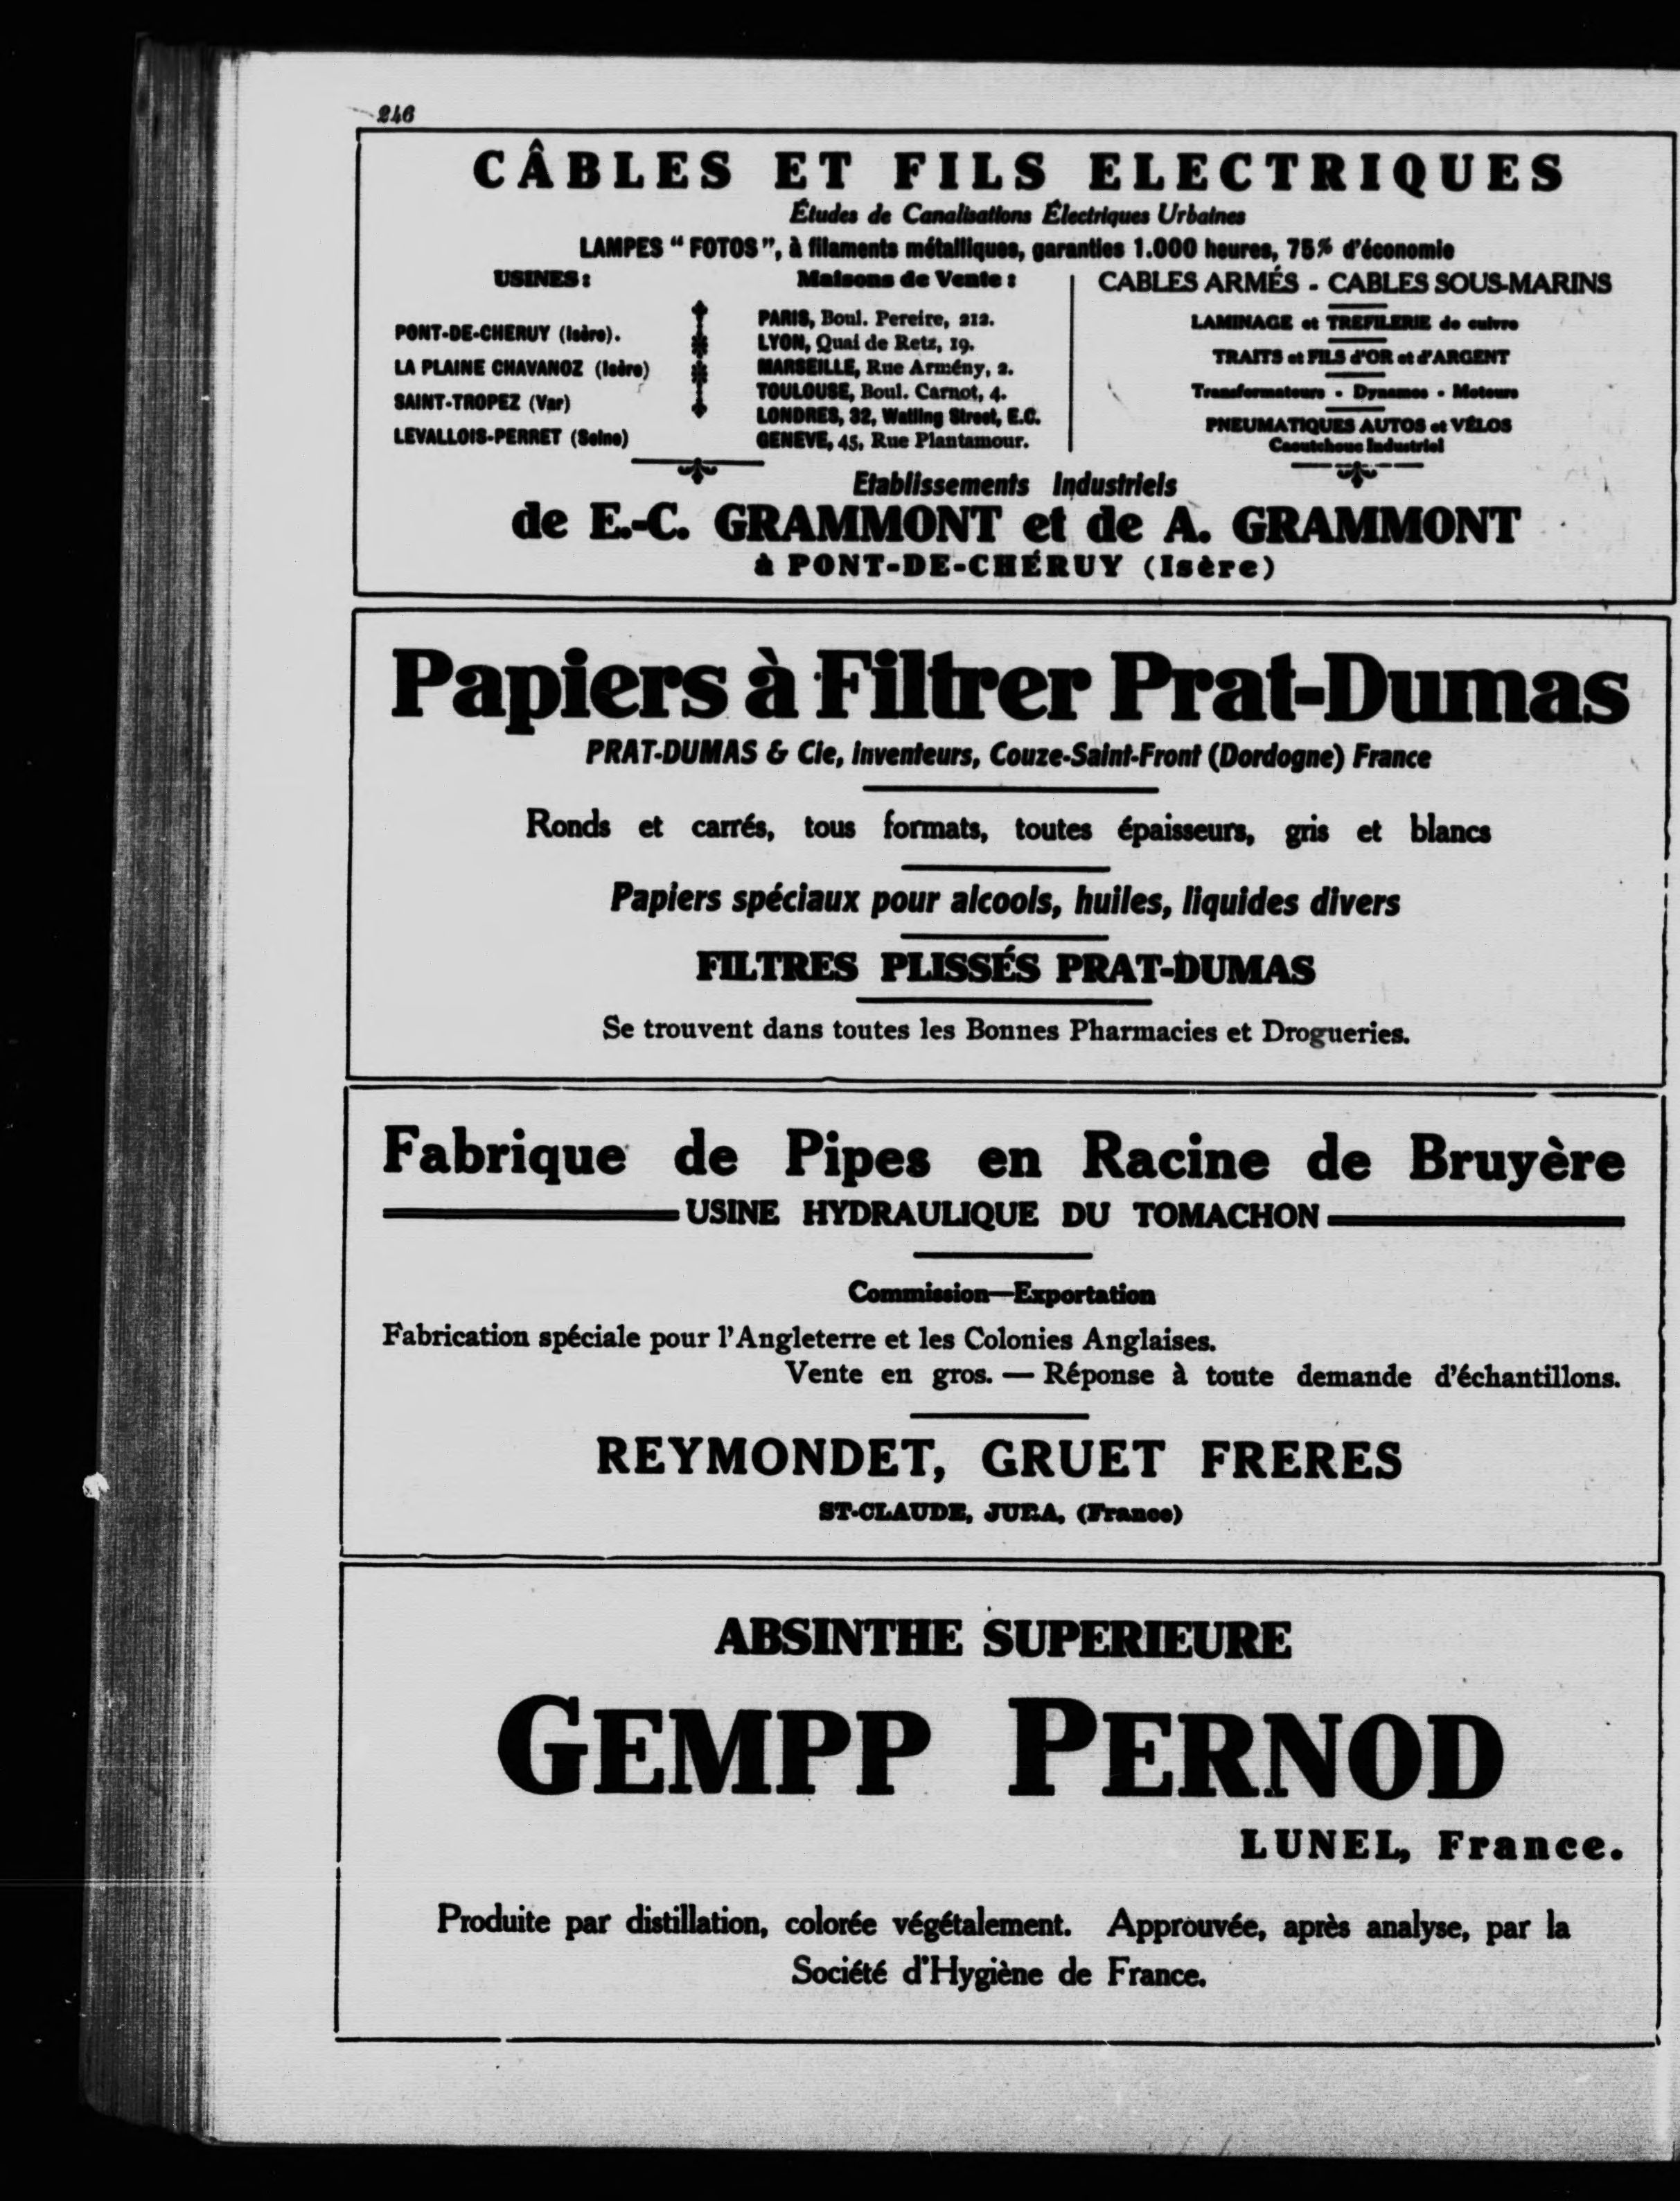 246
CÂBLES ET FILS ELECTRIQUES
Études de Canalisations Électriques Urbaines
LAMPES “ FOTOS ”, à filaments métalliques, garanties 1.000 heures, 75% d'économie
USINES :
PONT-DE-CHERUY (Isère).
LA PLAINE CHAVANOZ (Isère)
SAINT-TROPEZ (Var)
LEVALLOIS-PERRET (Seine)
Maisons de Vente :
PARIS, Boul. Pereire, 212.
LYON, Quai de Retz, 19.
MARSEILLE, Rue Armény, 2.
TOULOUSE, Boul. Carnot, 4.
LONDRES, 32, Watling Street, E.C.
GENEVE, 45, Rue Plantamour.
CABLES ARMÉS - CABLES SOUS-MARINS
LAMINAGE et TREFILERIE de cuivre
TRAITS et FILS d'OR et d'ARGENT
Transformateurs - Dynamos - Moteurs
PNEUMATIQUES AUTOS et VÉLOS
Caoutchouc Industriel
Etablissements Industriels
de E.-C. GRAMMONT et de A. GRAMMONT
à PONT-DE-CHÉRUY (Isère)
Papiers à Filtrer Prat-Dumas
PRAT-DUMAS & Cie, inventeurs, Couze-Saint-Front (Dordogne) France
Ronds et carrés, tous formats, toutes épaisseurs, gris et blancs
Papiers spéciaux pour alcools, huiles, liquides divers
FILTRES PLISSÉS PRAT-DUMAS
Se trouvent dans toutes les Bonnes Pharmacies et Drogueries.
Fabrique de Pipes en Racine de Bruyère
USINE HYDRAULIQUE DU TOMACHON
Commission—Exportation
Fabrication spéciale pour l'Angleterre et les Colonies Anglaises.
Vente en gros. — Réponse à toute demande d'échantillons.
REYMONDET, GRUET FRERES
ST-CLAUDE, JURA, (France)
ABSINTHE SUPERIEURE
GEMPP PERNOD
LUNEL, France.
Produite par distillation, colorée végétalement. Approuvée, après analyse, par la
Société d'Hygiène de France.